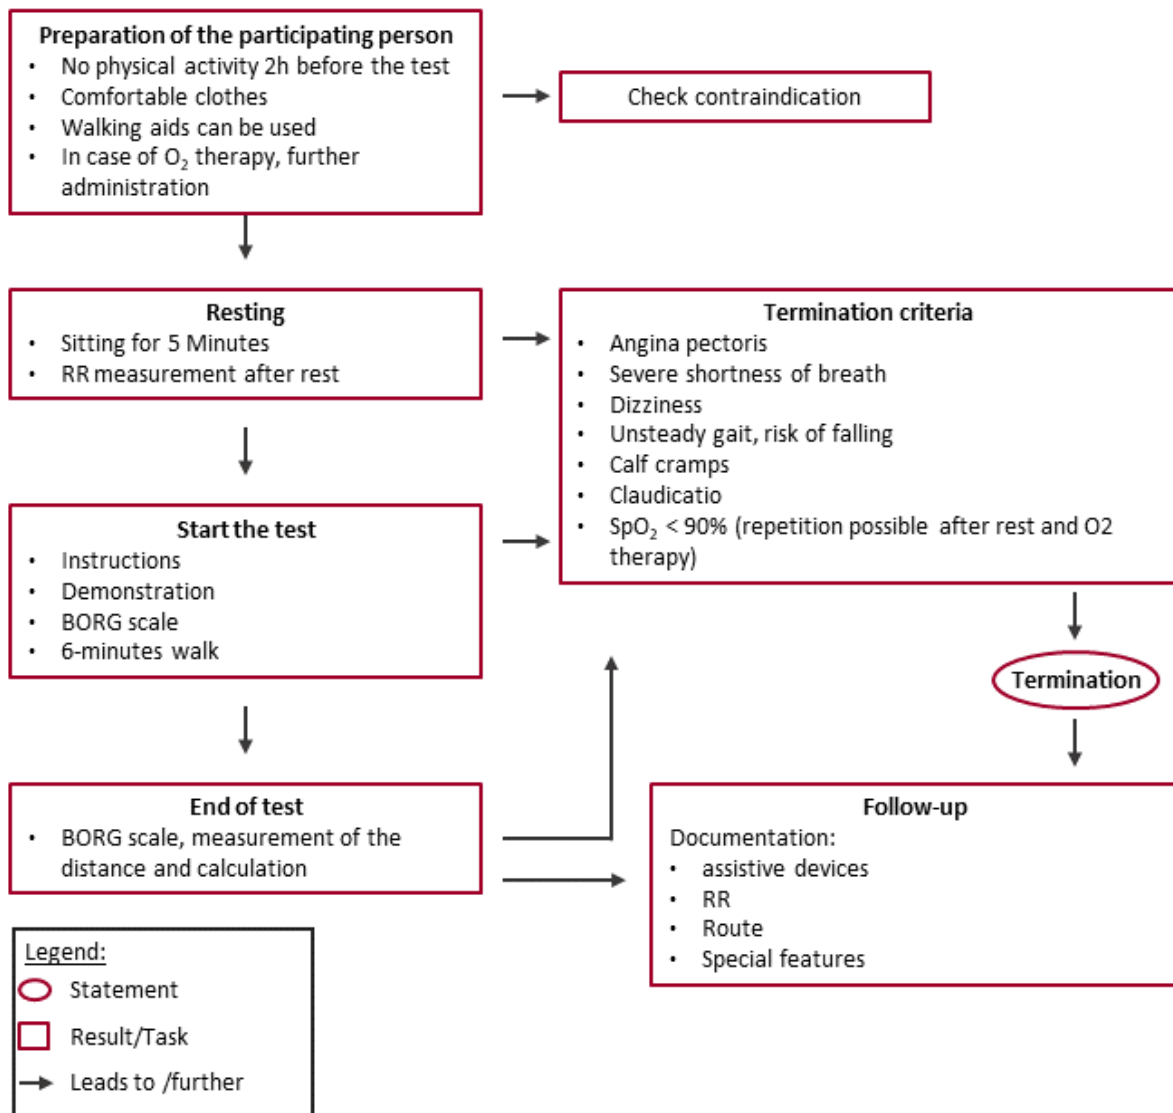 Preparation of the participating person
• No physical activity 2h before the test
• Comfortable clothes
• Walking aids can be used
• In case of O₂ therapy, further
administration
Check contraindication
Resting
• Sitting for 5 Minutes
• RR measurement after rest
Termination criteria
• Angina pectoris
• Severe shortness of breath
• Dizziness
• Unsteady gait, risk of falling
• Calf cramps
• Claudicatio
• SpO₂ < 90% (repetition possible after rest and O2
therapy)
Start the test
• Instructions
• Demonstration
• BORG scale
• 6-minutes walk
Termination
End of test
• BORG scale, measurement of the
distance and calculation
Follow-up
Documentation:
• assistive devices
• RR
• Route
• Special features
Legend:
Statement
Result/Task
Leads to /further